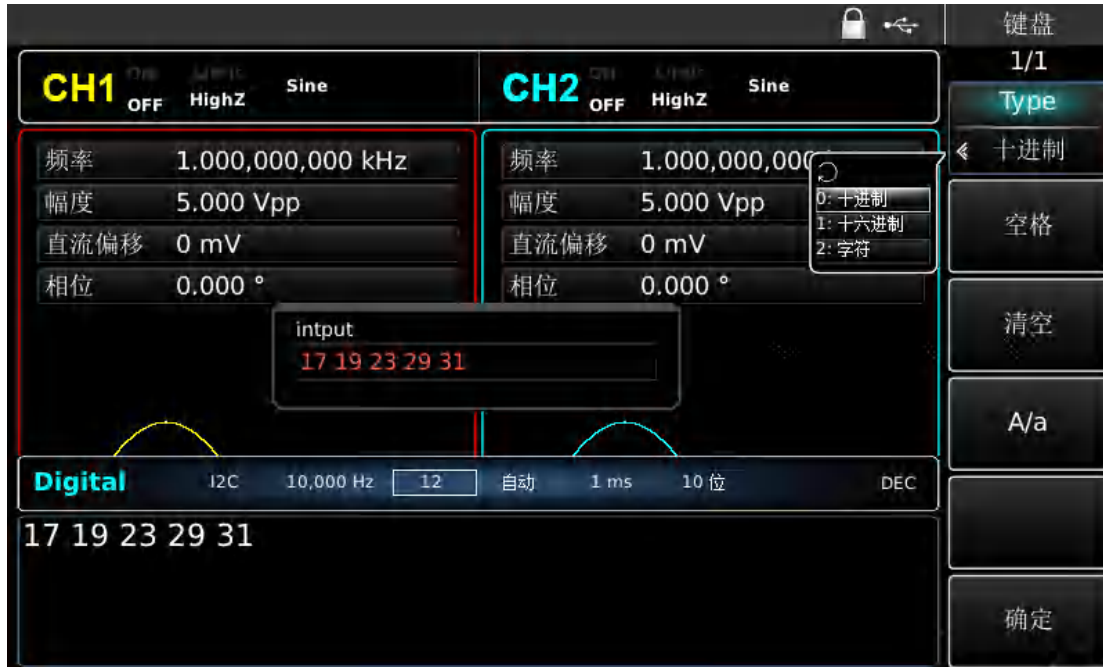 键盘
1/1
CH1 OFF HighZ Sine
CH2 OFF HighZ Sine
Type
十进制
频率 1.000,000,000 kHz
幅度 5.000 Vpp
直流偏移 0 mV
相位 0.000 °
频率 1.000,000,000
幅度 5.000 Vpp
直流偏移 0 mV
相位 0.000 °
0: 十进制
1: 十六进制
2: 字符
空格
清空
A/a
intput
17 19 23 29 31
Digital I2C 10,000 Hz 12 自动 1 ms 10 位 DEC
17 19 23 29 31
确定